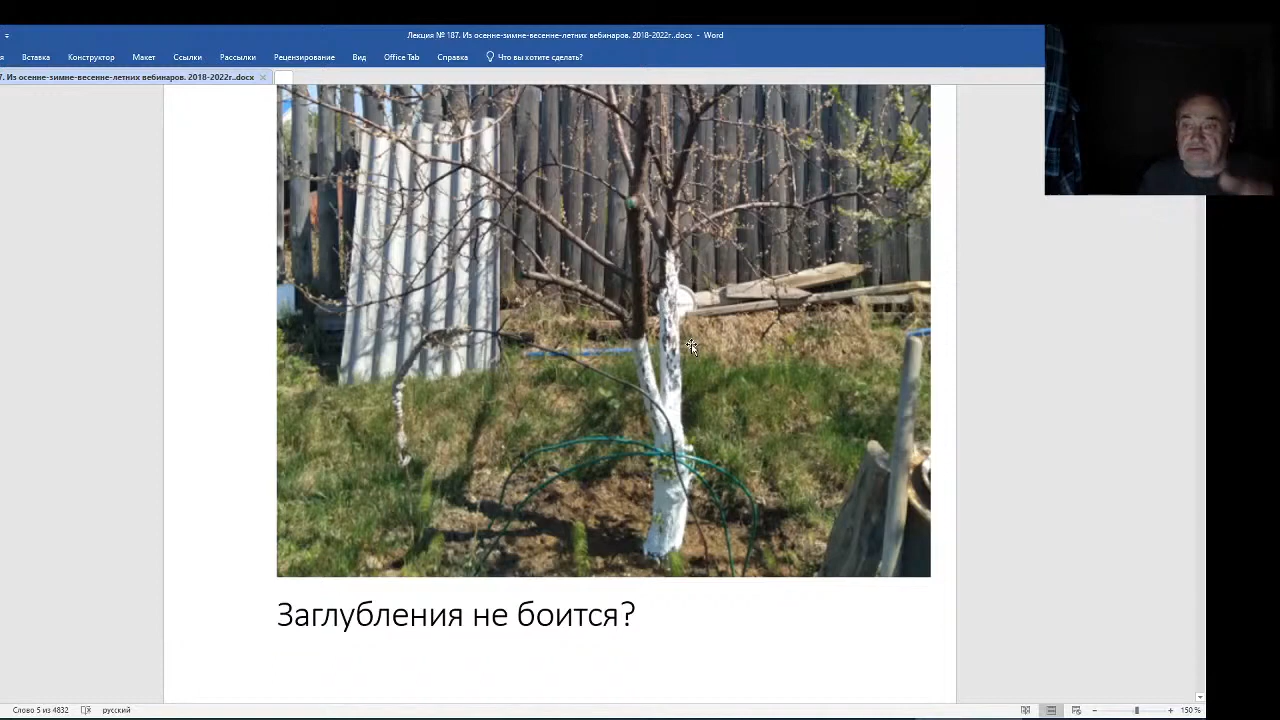 Лекция № 187. Из осенне-зимне-весенне-летних вебинаров. 2018-2022г..docx - Word
Вставка Конструктор Макет Ссылки Рассылки Рецензирование Вид Office Tab Справка Что вы хотите сделать?
7. Из осенне-зимне-весенне-летних вебинаров. 2018-2022г..docx
Заглубления не боится?
Слово 5 из 4832 русский 150 %